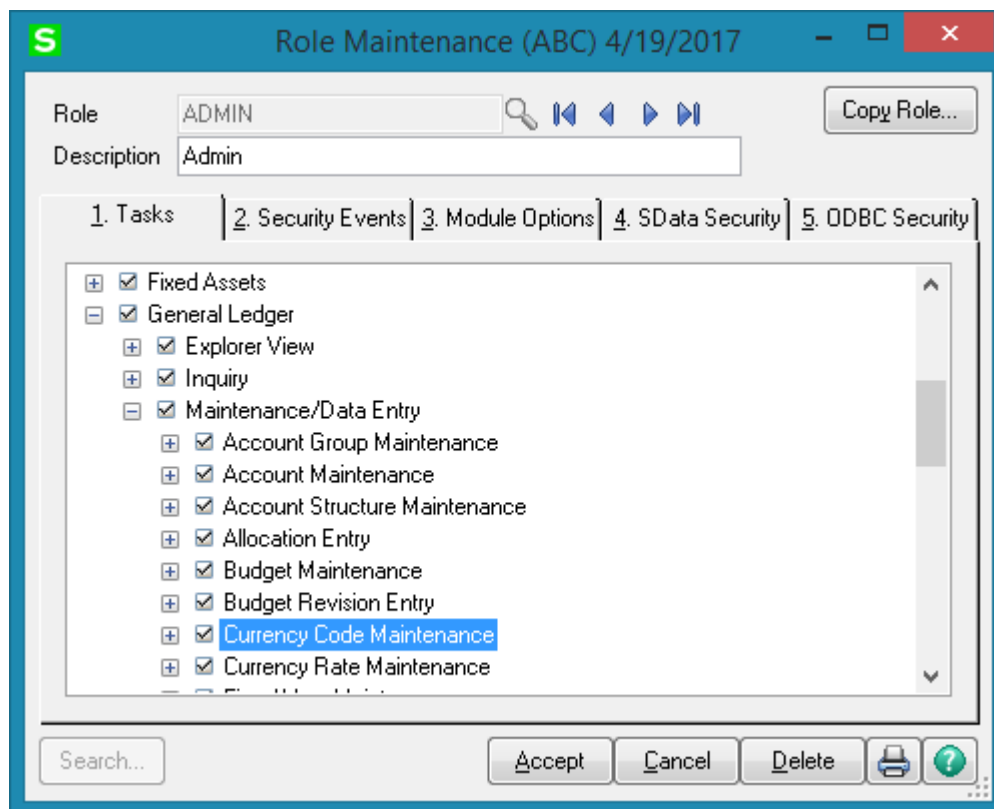 S Role Maintenance (ABC) 4/19/2017
Role ADMIN Copy Role...
Description Admin
1. Tasks 2. Security Events 3. Module Options 4. SData Security 5. ODBC Security
Fixed Assets
General Ledger
Explorer View
Inquiry
Maintenance/Data Entry
Account Group Maintenance
Account Maintenance
Account Structure Maintenance
Allocation Entry
Budget Maintenance
Budget Revision Entry
Currency Code Maintenance
Currency Rate Maintenance
Search... Accept Cancel Delete ?